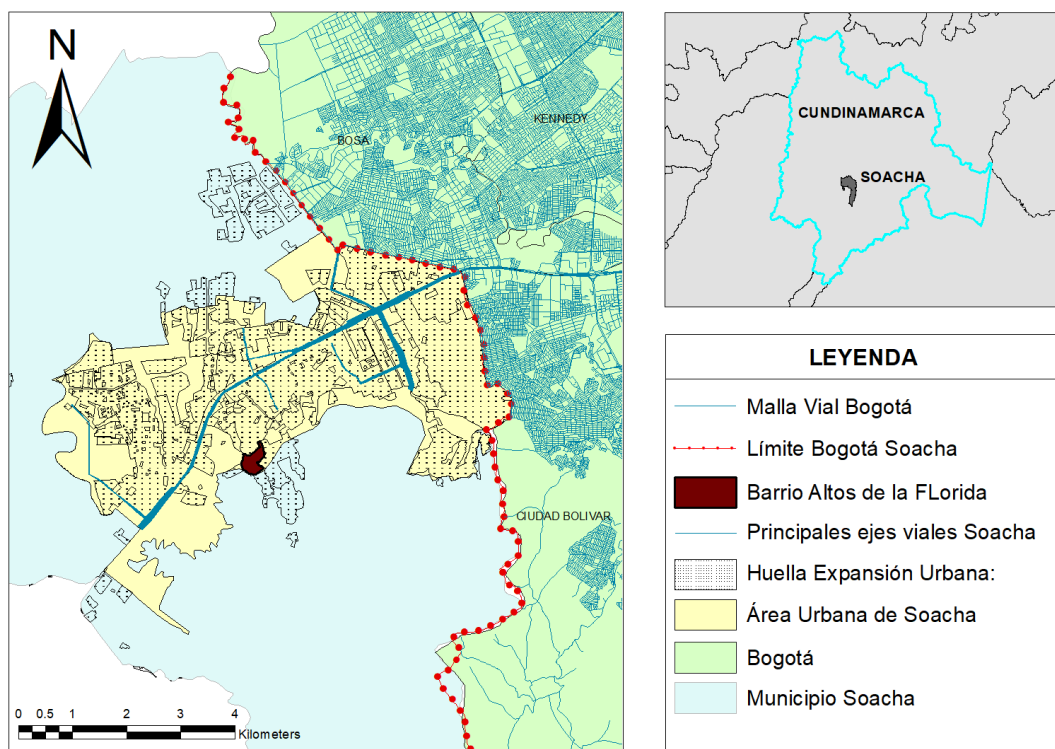 N
BOSA
KENNEDY
CIUDAD BOLIVAR
0 0.5 1 2 3 4
Kilometers
CUNDINAMARCA
SOACHA
LEYENDA
Malla Vial Bogotá
Límite Bogotá Soacha
Barrio Altos de la FLorida
Principales ejes viales Soacha
Huella Expansión Urbana:
Área Urbana de Soacha
Bogotá
Municipio Soacha